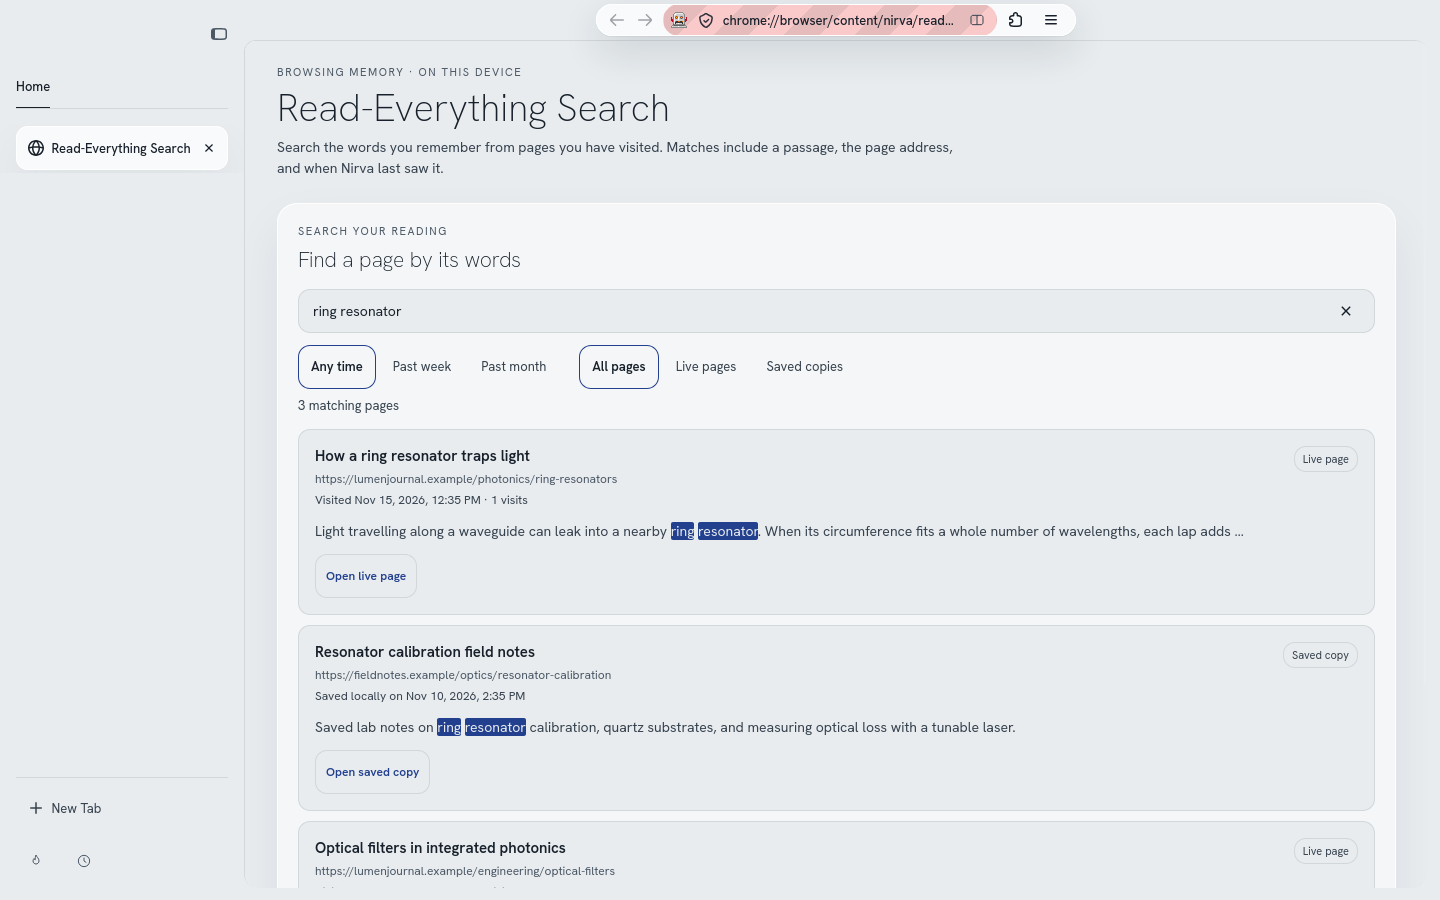 chrome://browser/content/nirva/read...
Home
Read-Everything Search
BROWSING MEMORY · ON THIS DEVICE
Read-Everything Search
Search the words you remember from pages you have visited. Matches include a passage, the page address,
and when Nirva last saw it.
SEARCH YOUR READING
Find a page by its words
ring resonator
Any time Past week Past month All pages Live pages Saved copies
3 matching pages
How a ring resonator traps light
Live page
https://lumenjournal.example/photonics/ring-resonators
Visited Nov 15, 2026, 12:35 PM · 1 visits
Light travelling along a waveguide can leak into a nearby ring resonator. When its circumference fits a whole number of wavelengths, each lap adds ...
Open live page
Resonator calibration field notes
Saved copy
https://fieldnotes.example/optics/resonator-calibration
Saved locally on Nov 10, 2026, 2:35 PM
Saved lab notes on ring resonator calibration, quartz substrates, and measuring optical loss with a tunable laser.
Open saved copy
Optical filters in integrated photonics
Live page
https://lumenjournal.example/engineering/optical-filters
New Tab